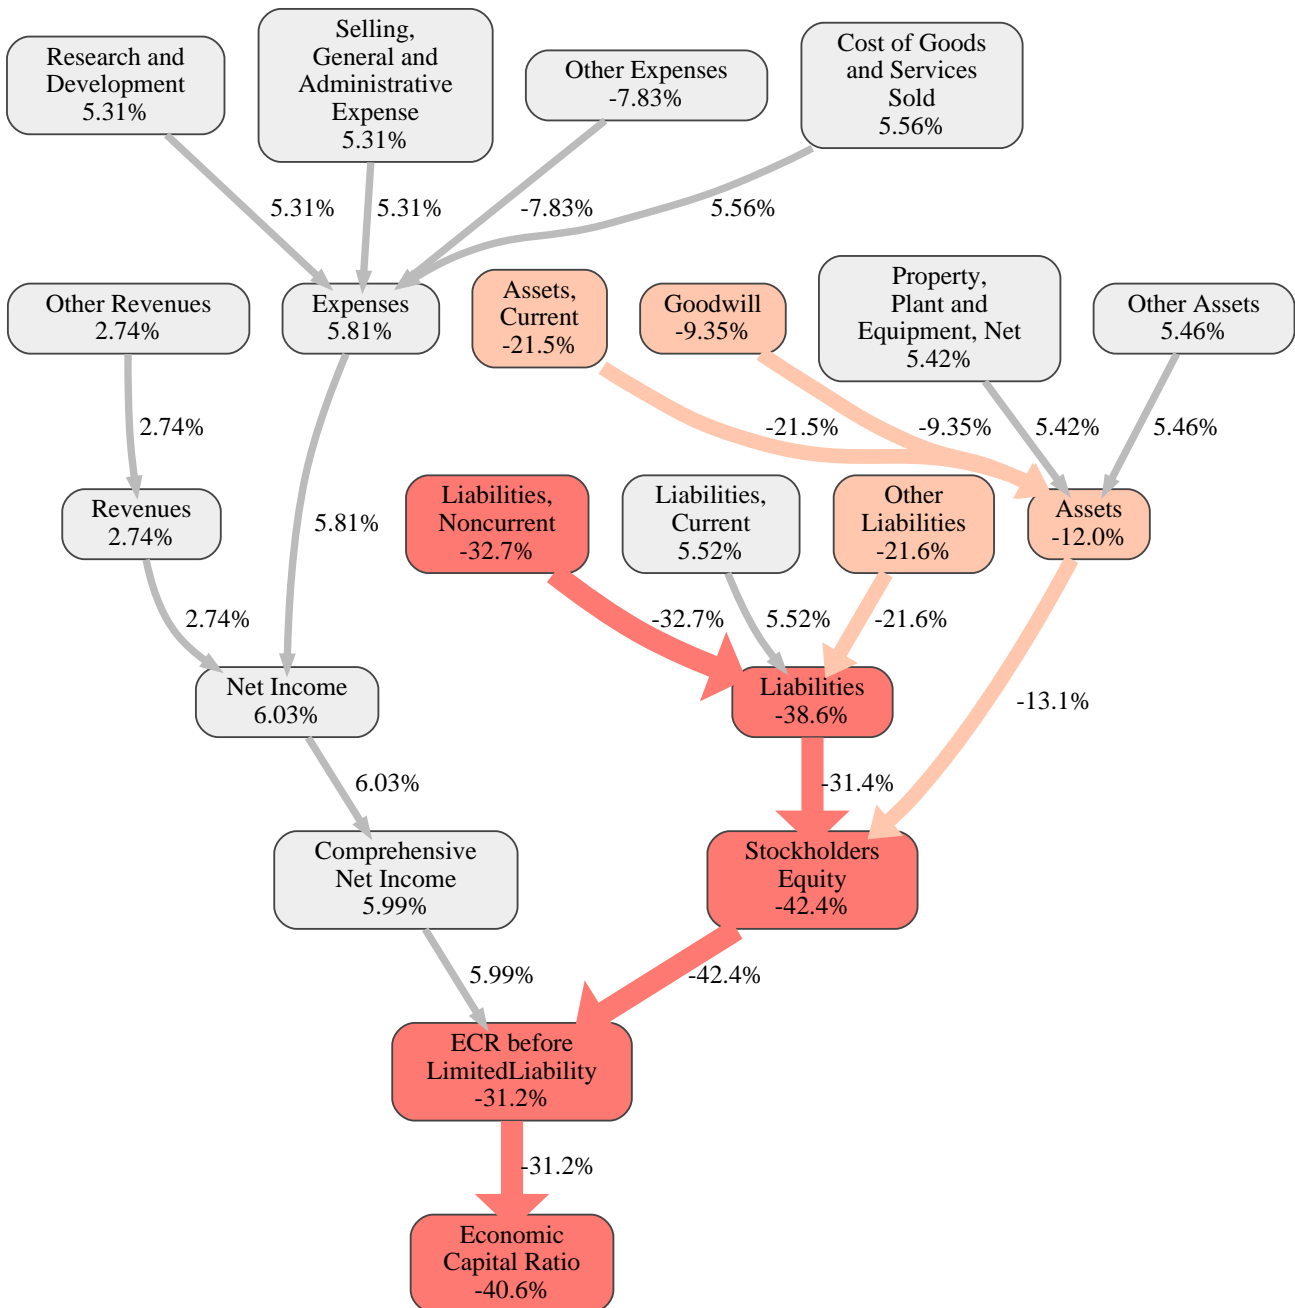 Research and
Development
5.31%
Selling,
General and
Administrative
Expense
5.31%
Other Expenses
-7.83%
Cost of Goods
and Services
Sold
5.56%
5.31%
5.31%
-7.83%
5.56%
Other Revenues
2.74%
Expenses
5.81%
Assets,
Current
-21.5%
Goodwill
-9.35%
Property,
Plant and
Equipment, Net
5.42%
Other Assets
5.46%
2.74%
-21.5%
-9.35%
5.42%
5.46%
Revenues
2.74%
5.81%
Liabilities,
Noncurrent
-32.7%
Liabilities,
Current
5.52%
Other
Liabilities
-21.6%
Assets
-12.0%
2.74%
-32.7%
5.52%
-21.6%
Net Income
6.03%
Liabilities
-38.6%
-13.1%
6.03%
-31.4%
Comprehensive
Net Income
5.99%
Stockholders
Equity
-42.4%
5.99%
-42.4%
ECR before
LimitedLiability
-31.2%
-31.2%
Economic
Capital Ratio
-40.6%